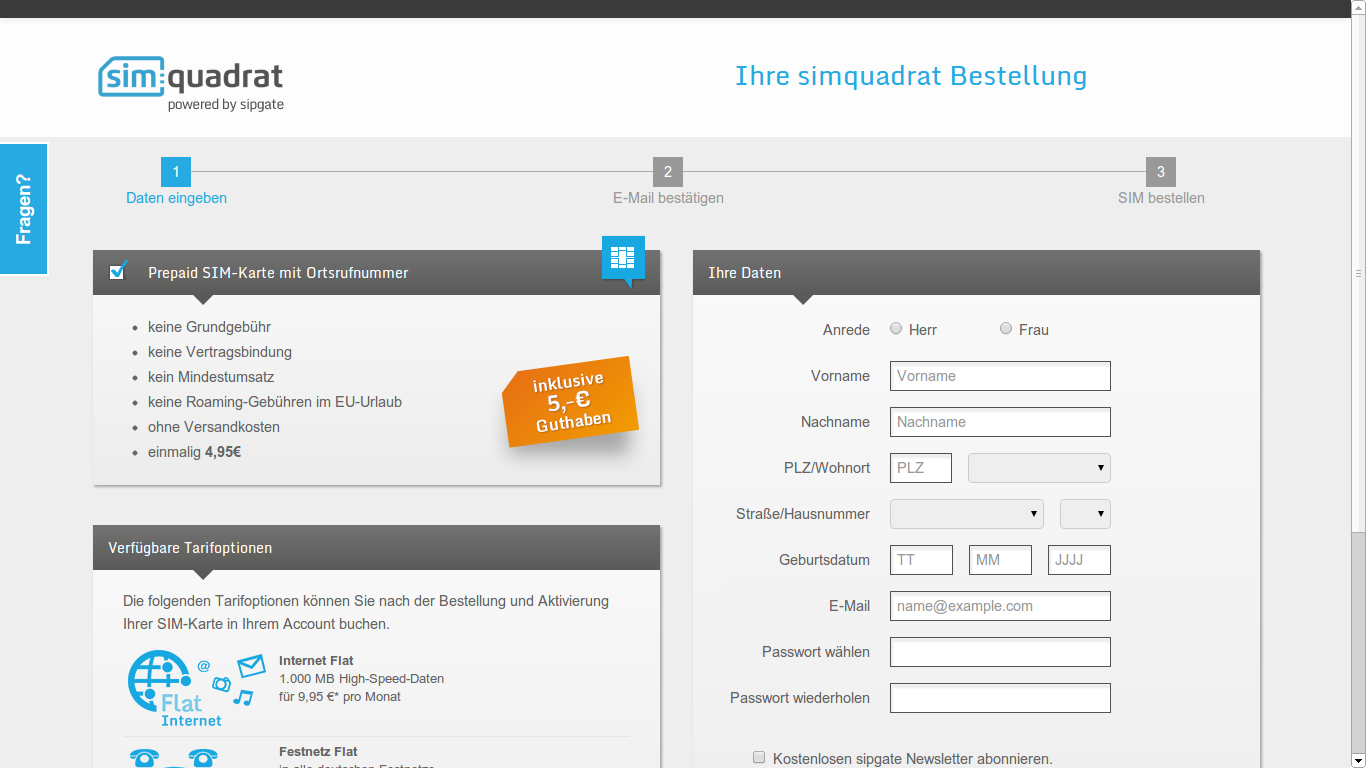 simquadrat
powered by sipgate
Ihre simquadrat Bestellung
Fragen?
1
2
3
Daten eingeben
E-Mail bestätigen
SIM bestellen
Prepaid SIM-Karte mit Ortsrufnummer
keine Grundgebühr
keine Vertragsbindung
kein Mindestumsatz
keine Roaming-Gebühren im EU-Urlaub
ohne Versandkosten
einmalig 4,95€
inklusive
5,-€
Guthaben
Verfügbare Tarifoptionen
Die folgenden Tarifoptionen können Sie nach der Bestellung und Aktivierung
Ihrer SIM-Karte in Ihrem Account buchen.
@
Flat
Internet
Internet Flat
1.000 MB High-Speed-Daten
für 9,95 €* pro Monat
Festnetz Flat
in alle deutschen Festnetze
Ihre Daten
Anrede Herr Frau
Vorname Vorname
Nachname Nachname
PLZ/Wohnort PLZ
Straße/Hausnummer
Geburtsdatum TT MM JJJJ
E-Mail name@example.com
Passwort wählen
Passwort wiederholen
Kostenlosen sipgate Newsletter abonnieren.